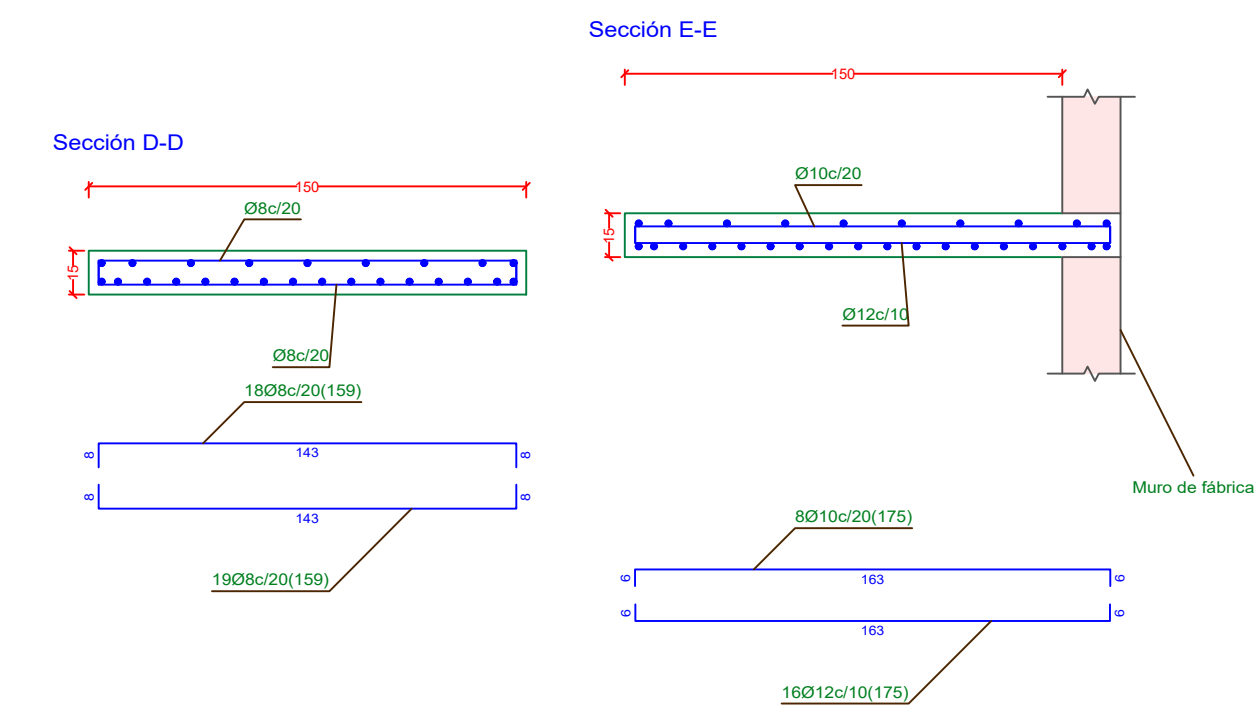 Sección D-D
150
Ø8c/20
15
Ø8c/20
18Ø8c/20(159)
8
143
8
8
143
8
19Ø8c/20(159)
Sección E-E
150
Ø10c/20
15
Ø12c/10
Muro de fábrica
8Ø10c/20(175)
6
163
6
6
163
6
16Ø12c/10(175)